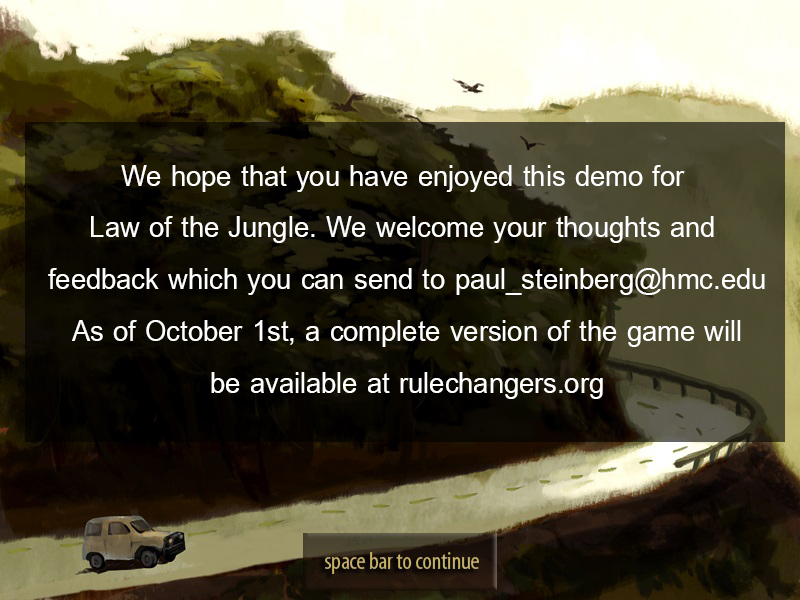 We hope that you have enjoyed this demo for
Law of the Jungle. We welcome your thoughts and
feedback which you can send to paul_steinberg@hmc.edu
As of October 1st, a complete version of the game will
be available at rulechangers.org
space bar to continue